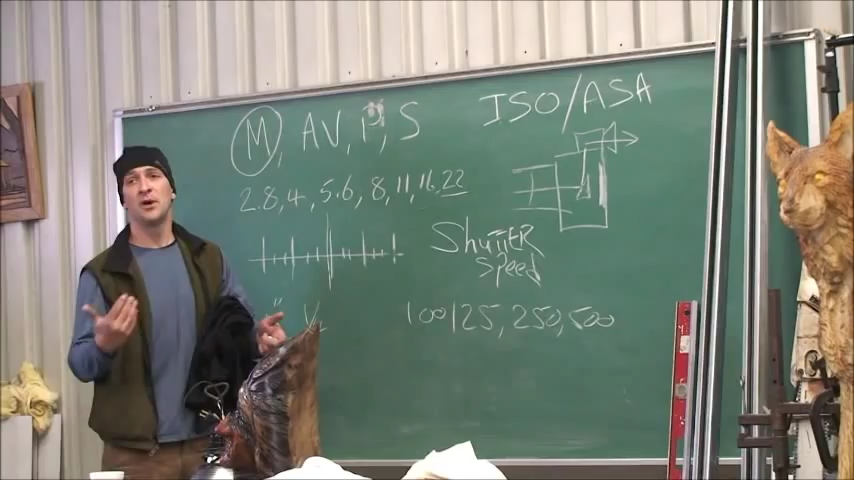 M, AV, P, S
ISO/ASA
2.8, 4, 5.6, 8, 11, 16, 22
ShuTTER
Speed
100 125, 250, 500